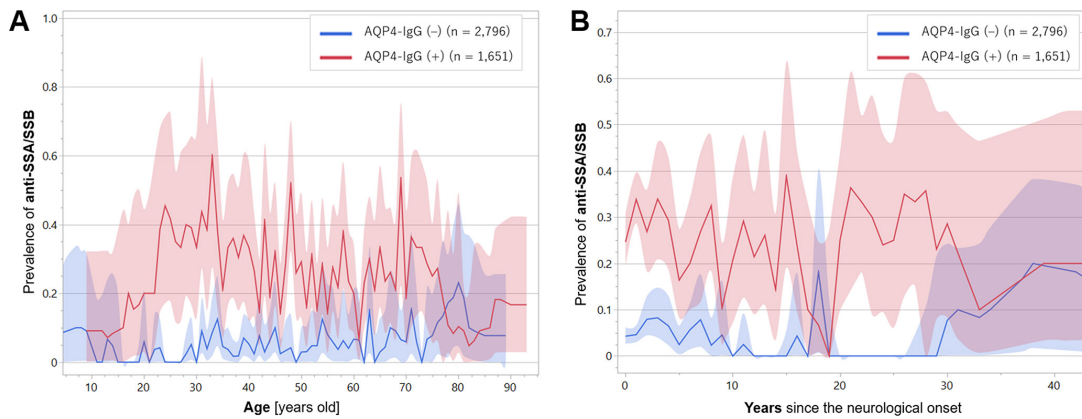 A
AQP4-IgG (−) (n = 2,796)
AQP4-IgG (+) (n = 1,651)
Prevalence of anti-SSA/SSB
1.0
0.8
0.6
0.4
0.2
0
10 20 30 40 50 60 70 80 90
Age [years old]
B
AQP4-IgG (−) (n = 2,796)
AQP4-IgG (+) (n = 1,651)
Prevalence of anti-SSA/SSB
0.7
0.6
0.5
0.4
0.3
0.2
0.1
0
0 10 20 30 40
Years since the neurological onset